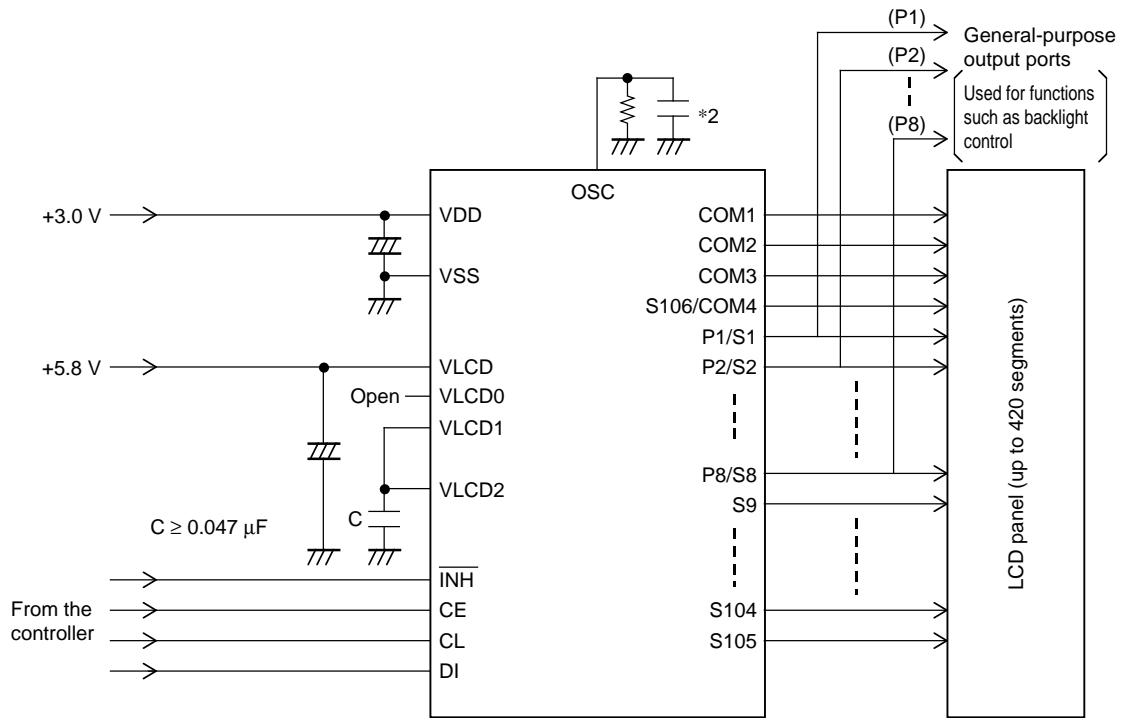 (P1)
General-purpose
output ports
(P2)
Used for functions
such as backlight
control
(P8)
*2
OSC
+3.0 V
VDD
VSS
+5.8 V
VLCD
Open
VLCD0
VLCD1
VLCD2
C
C ≥ 0.047 μF
INH
From the
controller
CE
CL
DI
COM1
COM2
COM3
S106/COM4
P1/S1
P2/S2
P8/S8
S9
S104
S105
LCD panel (up to 420 segments)